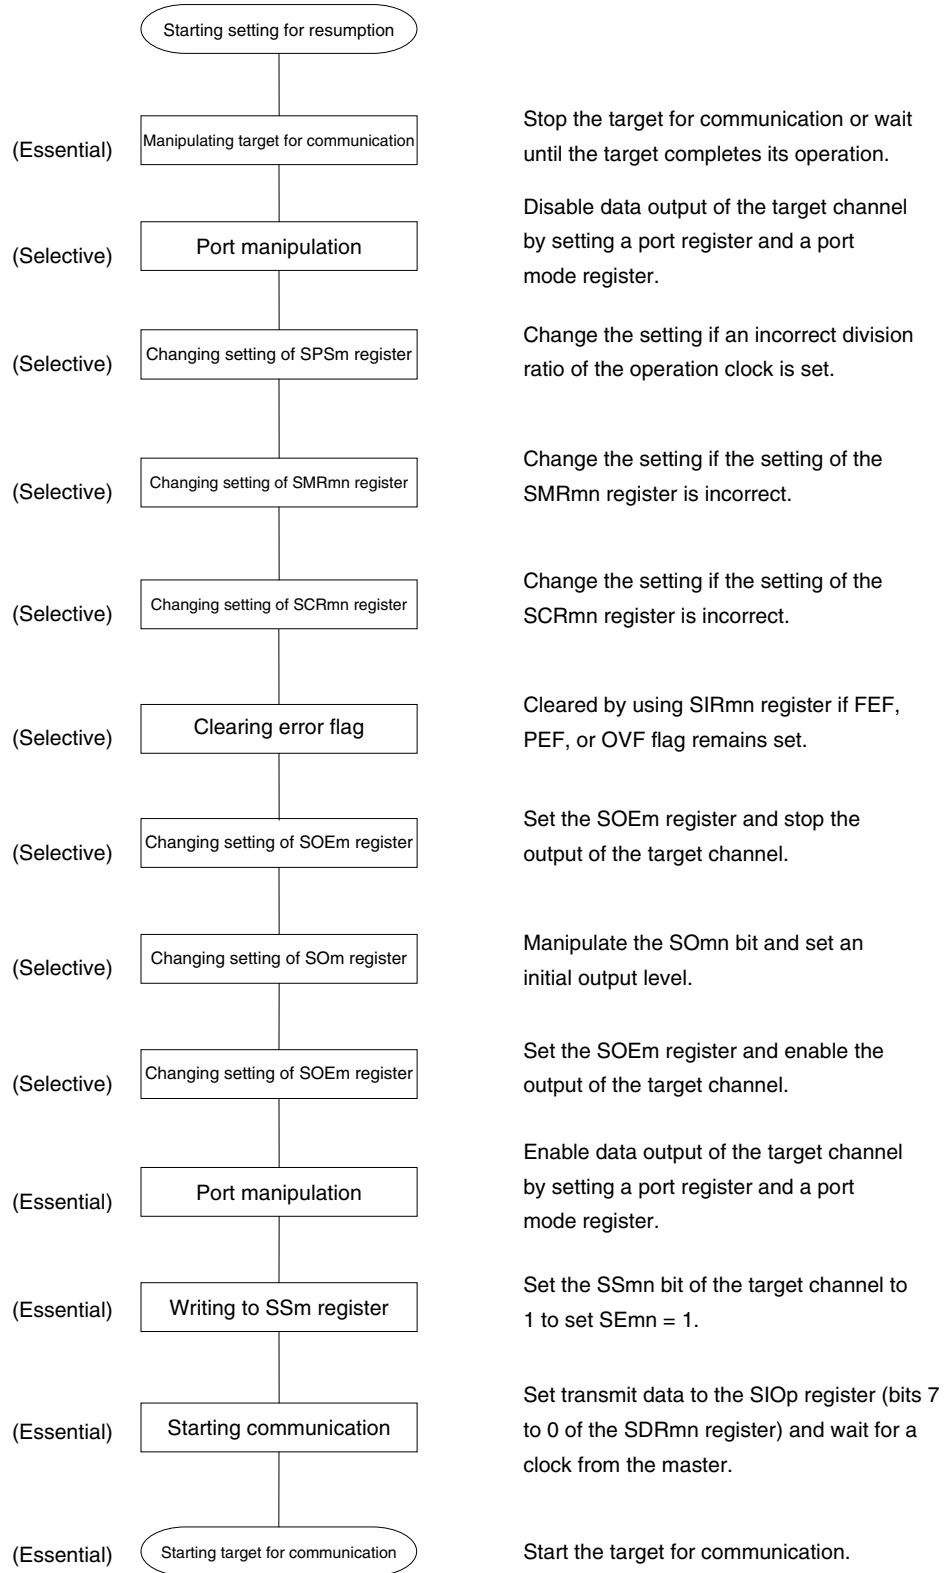 Starting setting for resumption
(Essential)
Manipulating target for communication
Stop the target for communication or wait
until the target completes its operation.
(Selective)
Port manipulation
Disable data output of the target channel
by setting a port register and a port
mode register.
(Selective)
Changing setting of SPSm register
Change the setting if an incorrect division
ratio of the operation clock is set.
(Selective)
Changing setting of SMRmn register
Change the setting if the setting of the
SMRmn register is incorrect.
(Selective)
Changing setting of SCRmn register
Change the setting if the setting of the
SCRmn register is incorrect.
(Selective)
Clearing error flag
Cleared by using SIRmn register if FEF,
PEF, or OVF flag remains set.
(Selective)
Changing setting of SOEm register
Set the SOEm register and stop the
output of the target channel.
(Selective)
Changing setting of SOm register
Manipulate the SOmn bit and set an
initial output level.
(Selective)
Changing setting of SOEm register
Set the SOEm register and enable the
output of the target channel.
(Essential)
Port manipulation
Enable data output of the target channel
by setting a port register and a port
mode register.
(Essential)
Writing to SSm register
Set the SSmn bit of the target channel to
1 to set SEmn = 1.
(Essential)
Starting communication
Set transmit data to the SIOp register (bits 7
to 0 of the SDRmn register) and wait for a
clock from the master.
(Essential)
Starting target for communication
Start the target for communication.